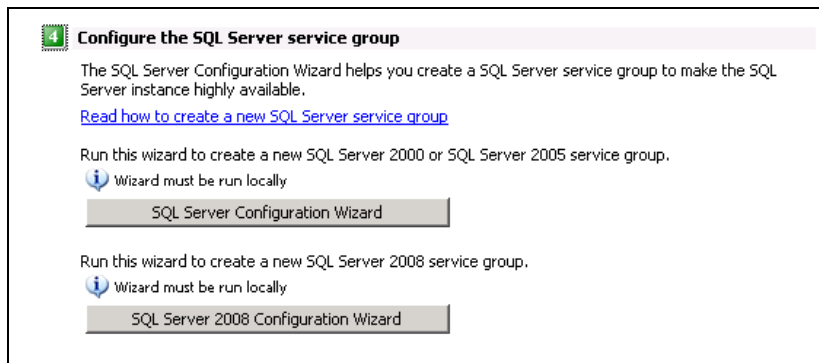 4 Configure the SQL Server service group
The SQL Server Configuration Wizard helps you create a SQL Server service group to make the SQL
Server instance highly available.
Read how to create a new SQL Server service group
Run this wizard to create a new SQL Server 2000 or SQL Server 2005 service group.
Wizard must be run locally
SQL Server Configuration Wizard
Run this wizard to create a new SQL Server 2008 service group.
Wizard must be run locally
SQL Server 2008 Configuration Wizard